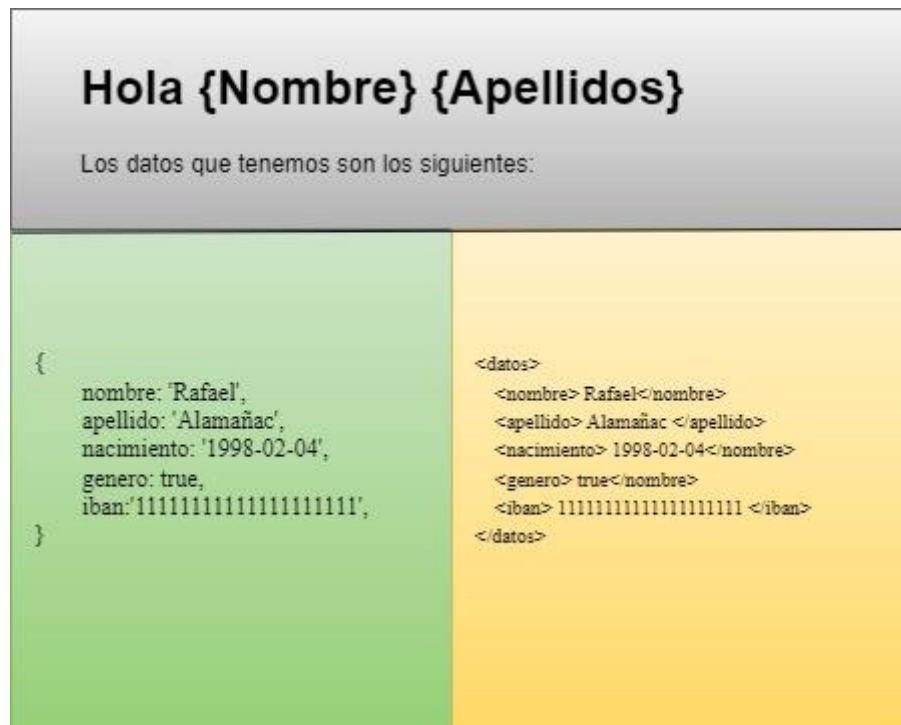 Hola {Nombre} {Apellidos}
Los datos que tenemos son los siguientes:
{
nombre: 'Rafael',
apellido: 'Alamañac',
nacimiento: '1998-02-04',
genero: true,
iban:'11111111111111111111',
}
<datos>
<nombre> Rafael</nombre>
<apellido> Alamañac </apellido>
<nacimiento> 1998-02-04</nombre>
<genero> true</nombre>
<iban> 11111111111111111111 </iban>
</datos>